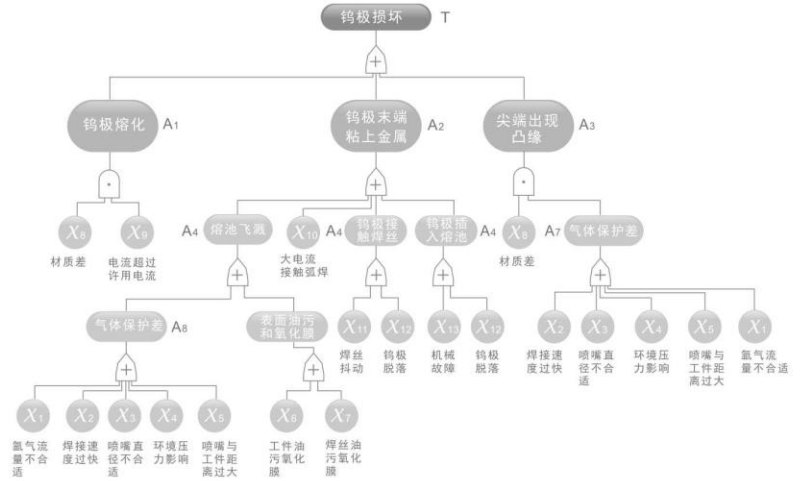 钨极损坏 T
+
钨极熔化 A1
钨极末端
粘上金属
A2
尖端出现
凸缘
A3
·
+
·
X8
材质差
X9
电流超过
许用电流
A4 熔池飞溅
X10
大电流
接触弧焊
A4
钨极接
触焊丝
钨极插
入熔池
A4
X8
材质差
A7 气体保护差
+
+
+
+
气体保护差 A8
表面油污
和氧化膜
X11
焊丝
抖动
X12
钨极
脱落
X13
机械
故障
X12
钨极
脱落
X2
焊接速
度过快
X3
喷嘴直
径不合
适
X4
环境压
力影响
X5
喷嘴与
工件距
离过大
X1
氩气流
量不合适
+
+
X1
氩气流
量不合
适
X2
焊接速
度过快
X3
喷嘴直
径不合
适
X4
环境压
力影响
X5
喷嘴与
工件距
离过大
X6
工件油
污氧化
膜
X7
焊丝油
污氧化
膜